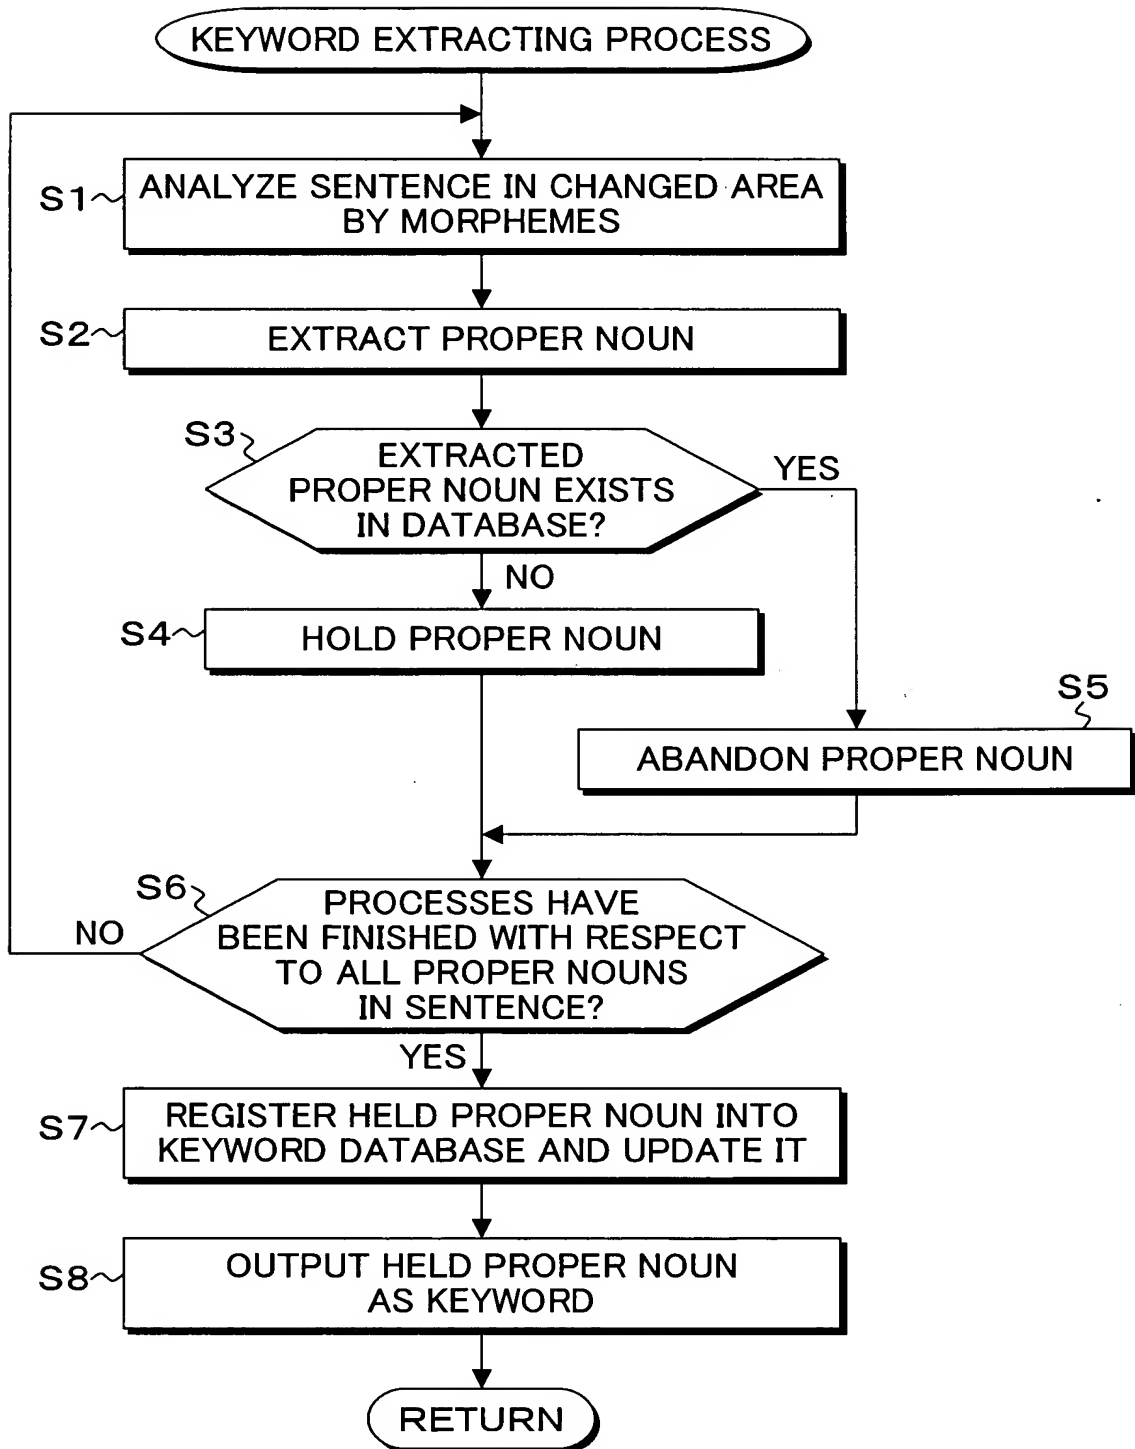 KEYWORD EXTRACTING PROCESS
S1
ANALYZE SENTENCE IN CHANGED AREA
BY MORPHEMES
S2
EXTRACT PROPER NOUN
S3
EXTRACTED
PROPER NOUN EXISTS
IN DATABASE?
YES
NO
S4
HOLD PROPER NOUN
S5
ABANDON PROPER NOUN
S6
PROCESSES HAVE
BEEN FINISHED WITH RESPECT
TO ALL PROPER NOUNS
IN SENTENCE?
NO
YES
S7
REGISTER HELD PROPER NOUN INTO
KEYWORD DATABASE AND UPDATE IT
S8
OUTPUT HELD PROPER NOUN
AS KEYWORD
RETURN